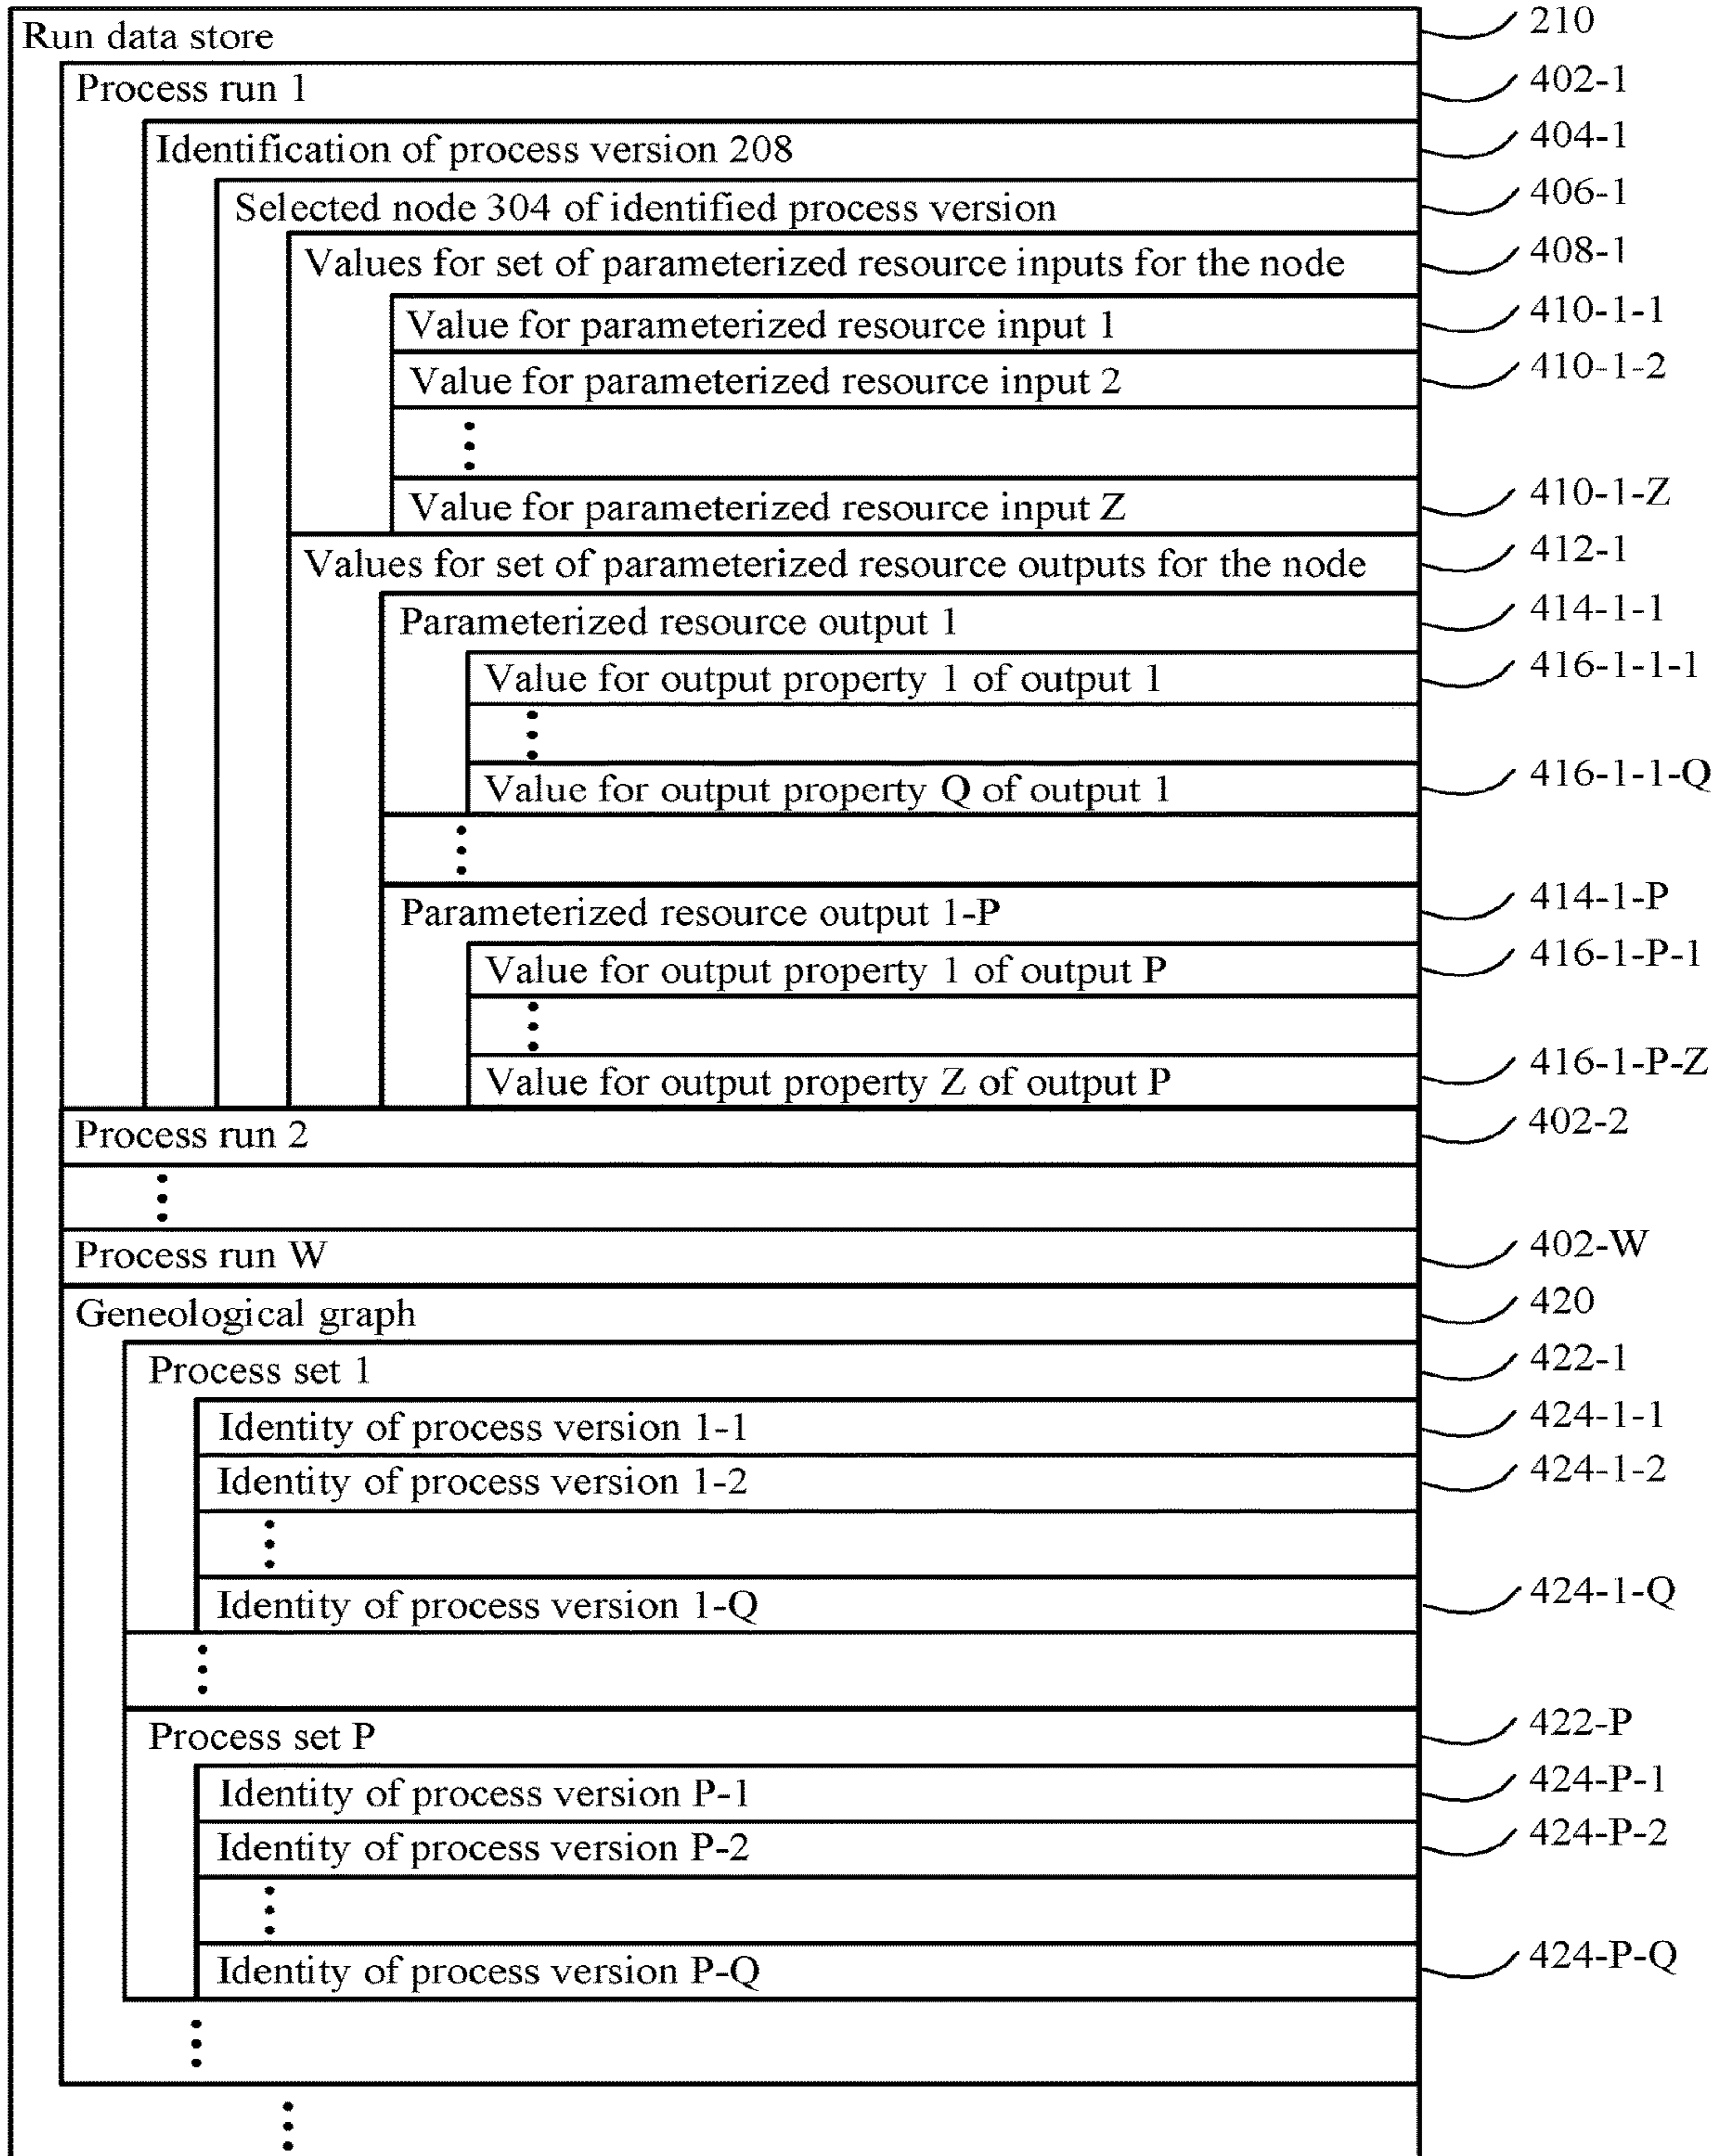 Run data store 210
Process run 1 402-1
Identification of process version 208 404-1
Selected node 304 of identified process version 406-1
Values for set of parameterized resource inputs for the node 408-1
Value for parameterized resource input 1 410-1-1
Value for parameterized resource input 2 410-1-2
Value for parameterized resource input Z 410-1-Z
Values for set of parameterized resource outputs for the node 412-1
Parameterized resource output 1 414-1-1
Value for output property 1 of output 1 416-1-1-1
Value for output property Q of output 1 416-1-1-Q
Parameterized resource output 1-P 414-1-P
Value for output property 1 of output P 416-1-P-1
Value for output property Z of output P 416-1-P-Z
Process run 2 402-2
Process run W 402-W
Geneological graph 420
Process set 1 422-1
Identity of process version 1-1 424-1-1
Identity of process version 1-2 424-1-2
Identity of process version 1-Q 424-1-Q
Process set P 422-P
Identity of process version P-1 424-P-1
Identity of process version P-2 424-P-2
Identity of process version P-Q 424-P-Q